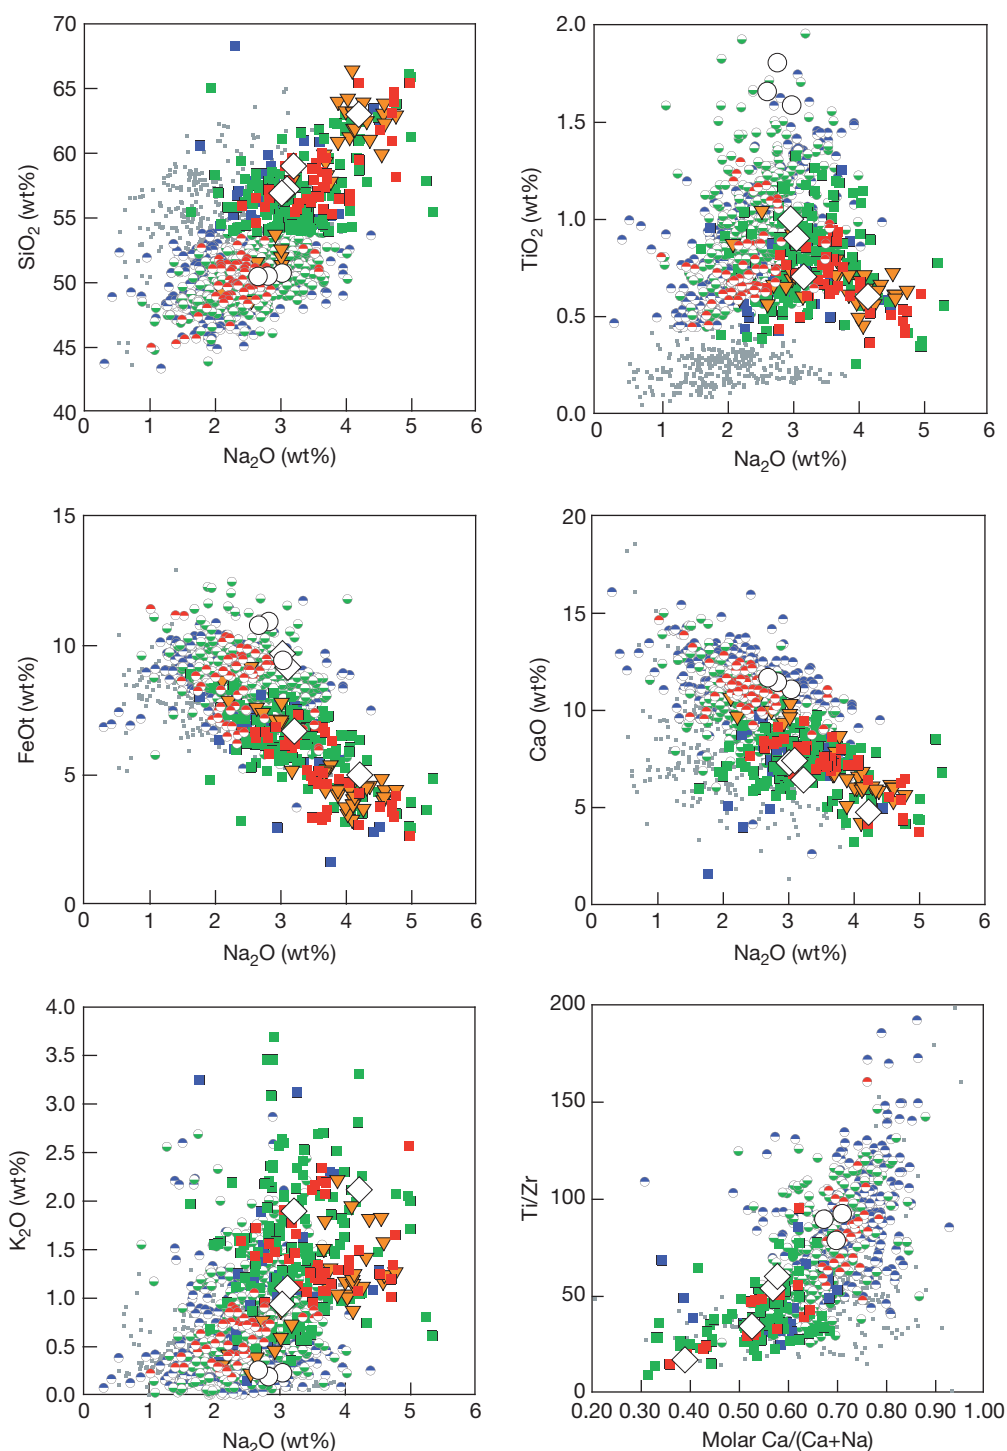 70
65
60
55
50
45
40
SiO2 (wt%)
0 1 2 3 4 5 6
Na2O (wt%)
2.0
1.5
1.0
0.5
0.0
TiO2 (wt%)
0 1 2 3 4 5 6
Na2O (wt%)
15
10
5
0
FeOt (wt%)
0 1 2 3 4 5 6
Na2O (wt%)
20
15
10
5
0
CaO (wt%)
0 1 2 3 4 5 6
Na2O (wt%)
4.0
3.5
3.0
2.5
2.0
1.5
1.0
0.5
0.0
K2O (wt%)
0 1 2 3 4 5 6
Na2O (wt%)
200
150
100
50
0
Ti/Zr
0.20 0.30 0.40 0.50 0.60 0.70 0.80 0.90 1.00
Molar Ca/(Ca+Na)